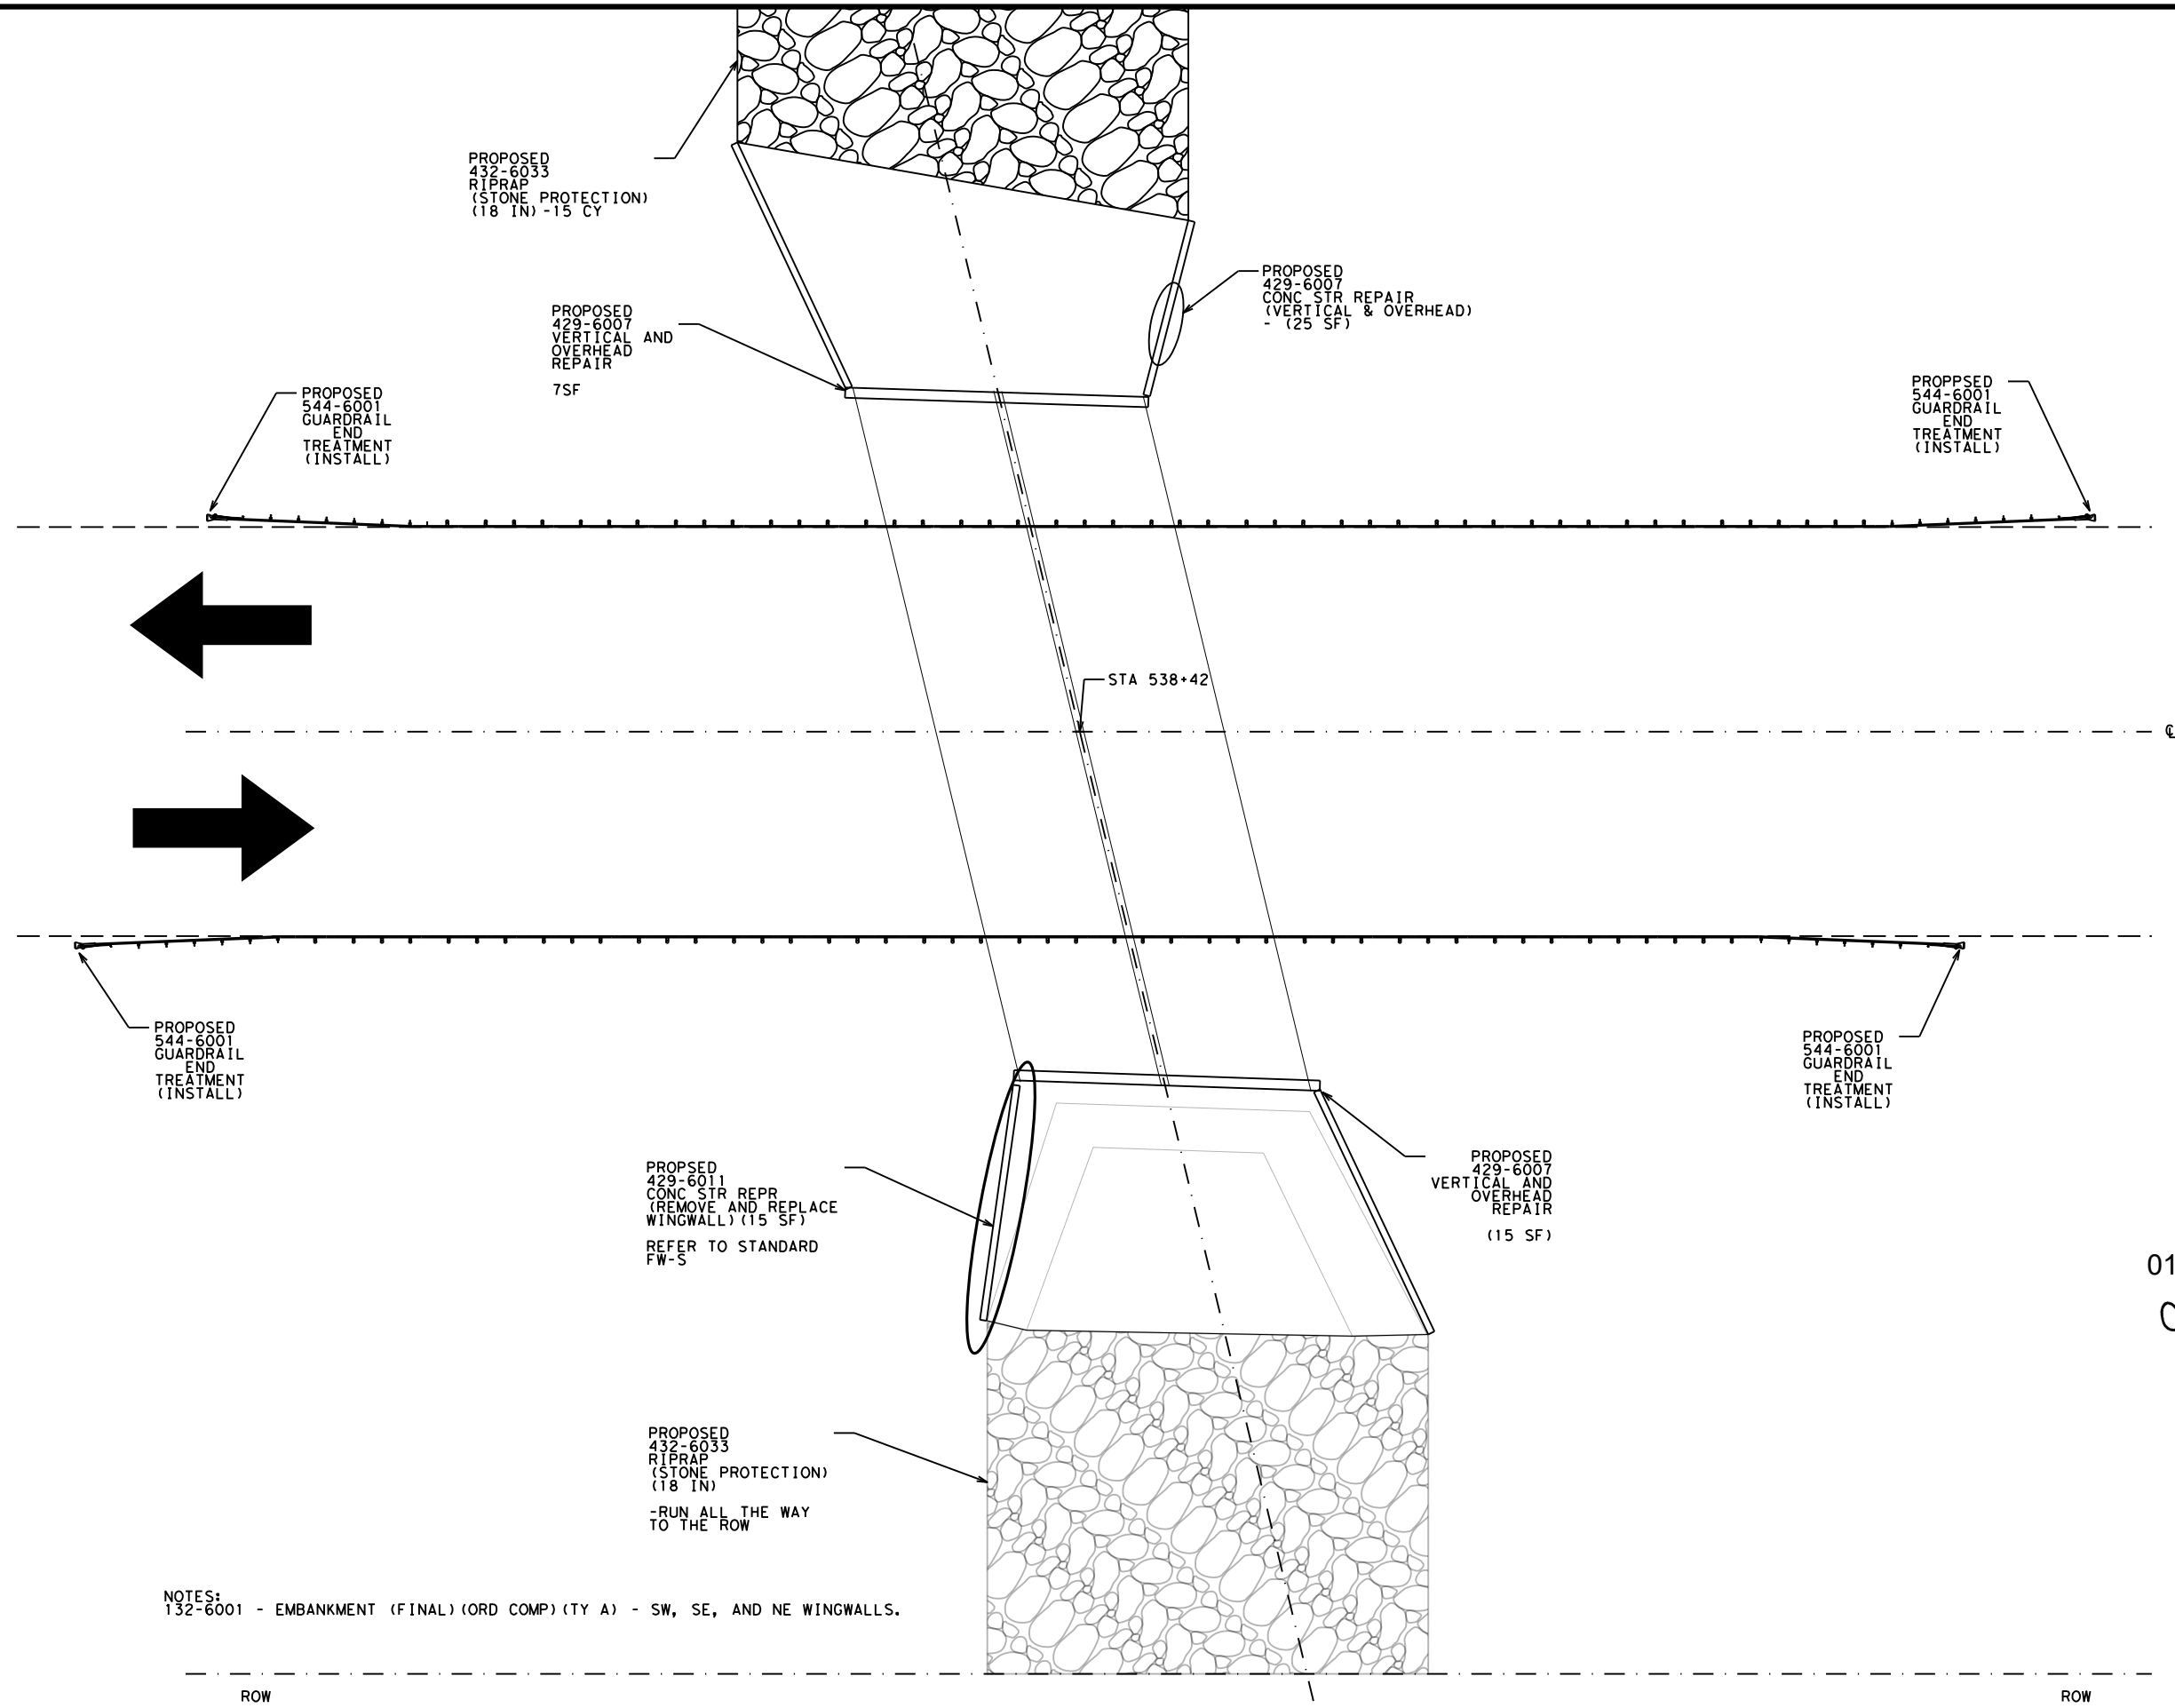 PROPOSED
432-6033
RIPRAP
(STONE PROTECTION)
(18 IN) -15 CY
PROPOSED
429-6007
CONC STR REPAIR
(VERTICAL & OVERHEAD)
- (25 SF)
PROPOSED
429-6007
VERTICAL AND
OVERHEAD
REPAIR
7SF
PROPOSED
544-6001
GUARDRAIL
END
TREATMENT
(INSTALL)
PROPPSED
544-6001
GUARDRAIL
END
TREATMENT
(INSTALL)
STA 538+42
℄
PROPOSED
544-6001
GUARDRAIL
END
TREATMENT
(INSTALL)
PROPOSED
544-6001
GUARDRAIL
END
TREATMENT
(INSTALL)
PROPSED
429-6011
CONC STR REPR
(REMOVE AND REPLACE
WINGWALL) (15 SF)
REFER TO STANDARD
FW-S
PROPOSED
429-6007
VERTICAL AND
OVERHEAD
REPAIR
(15 SF)
01
PROPOSED
432-6033
RIPRAP
(STONE PROTECTION)
(18 IN)
-RUN ALL THE WAY
TO THE ROW
NOTES:
132-6001 - EMBANKMENT (FINAL) (ORD COMP) (TY A) - SW, SE, AND NE WINGWALLS.
ROW
ROW